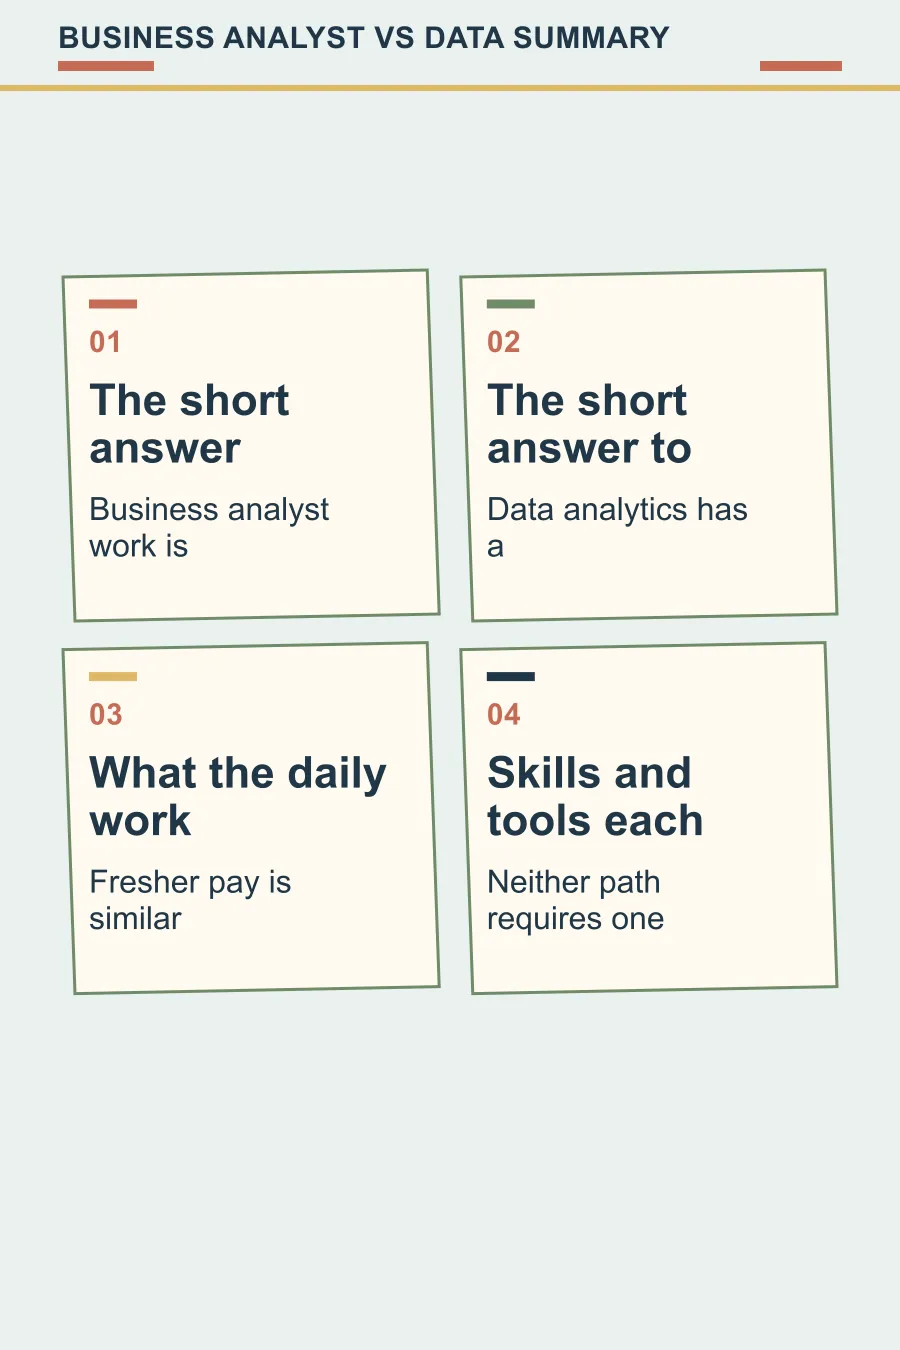 BUSINESS ANALYST VS DATA SUMMARY
01
The short
answer
Business analyst
work is
02
The short
answer to
Data analytics has
a
03
What the daily
work
Fresher pay is
similar
04
Skills and
tools each
Neither path
requires one